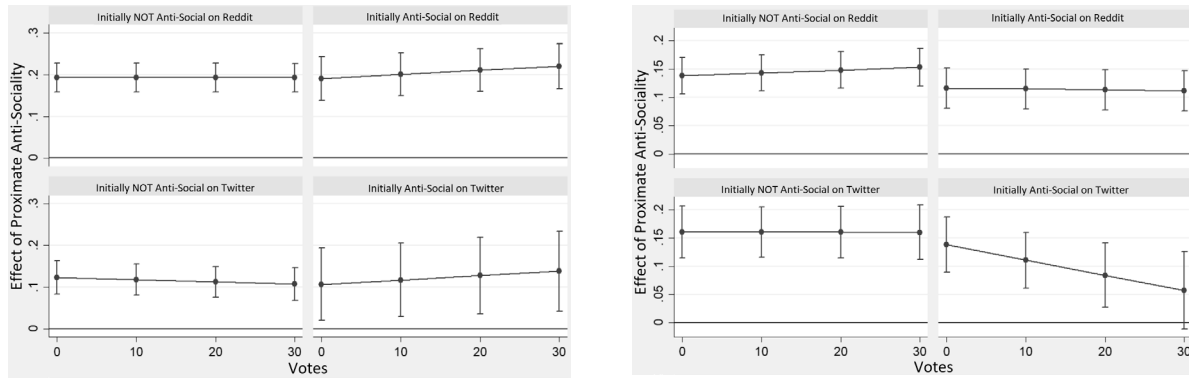 Initially NOT Anti-Social on Reddit
Initially Anti-Social on Reddit
.3
.2
.1
0
Initially NOT Anti-Social on Twitter
Initially Anti-Social on Twitter
.3
.2
.1
0
Effect of Proximate Anti-Sociality
0 10 20 30 0 10 20 30
Votes
Initially NOT Anti-Social on Reddit
Initially Anti-Social on Reddit
.2
.15
.1
.05
0
Initially NOT Anti-Social on Twitter
Initially Anti-Social on Twitter
.2
.15
.1
.05
0
Effect of Proximate Anti-Sociality
0 10 20 30 0 10 20 30
Votes